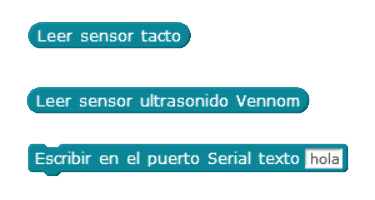 Leer sensor tacto
Leer sensor ultrasonido Vennom
Escribir en el puerto Serial texto hola